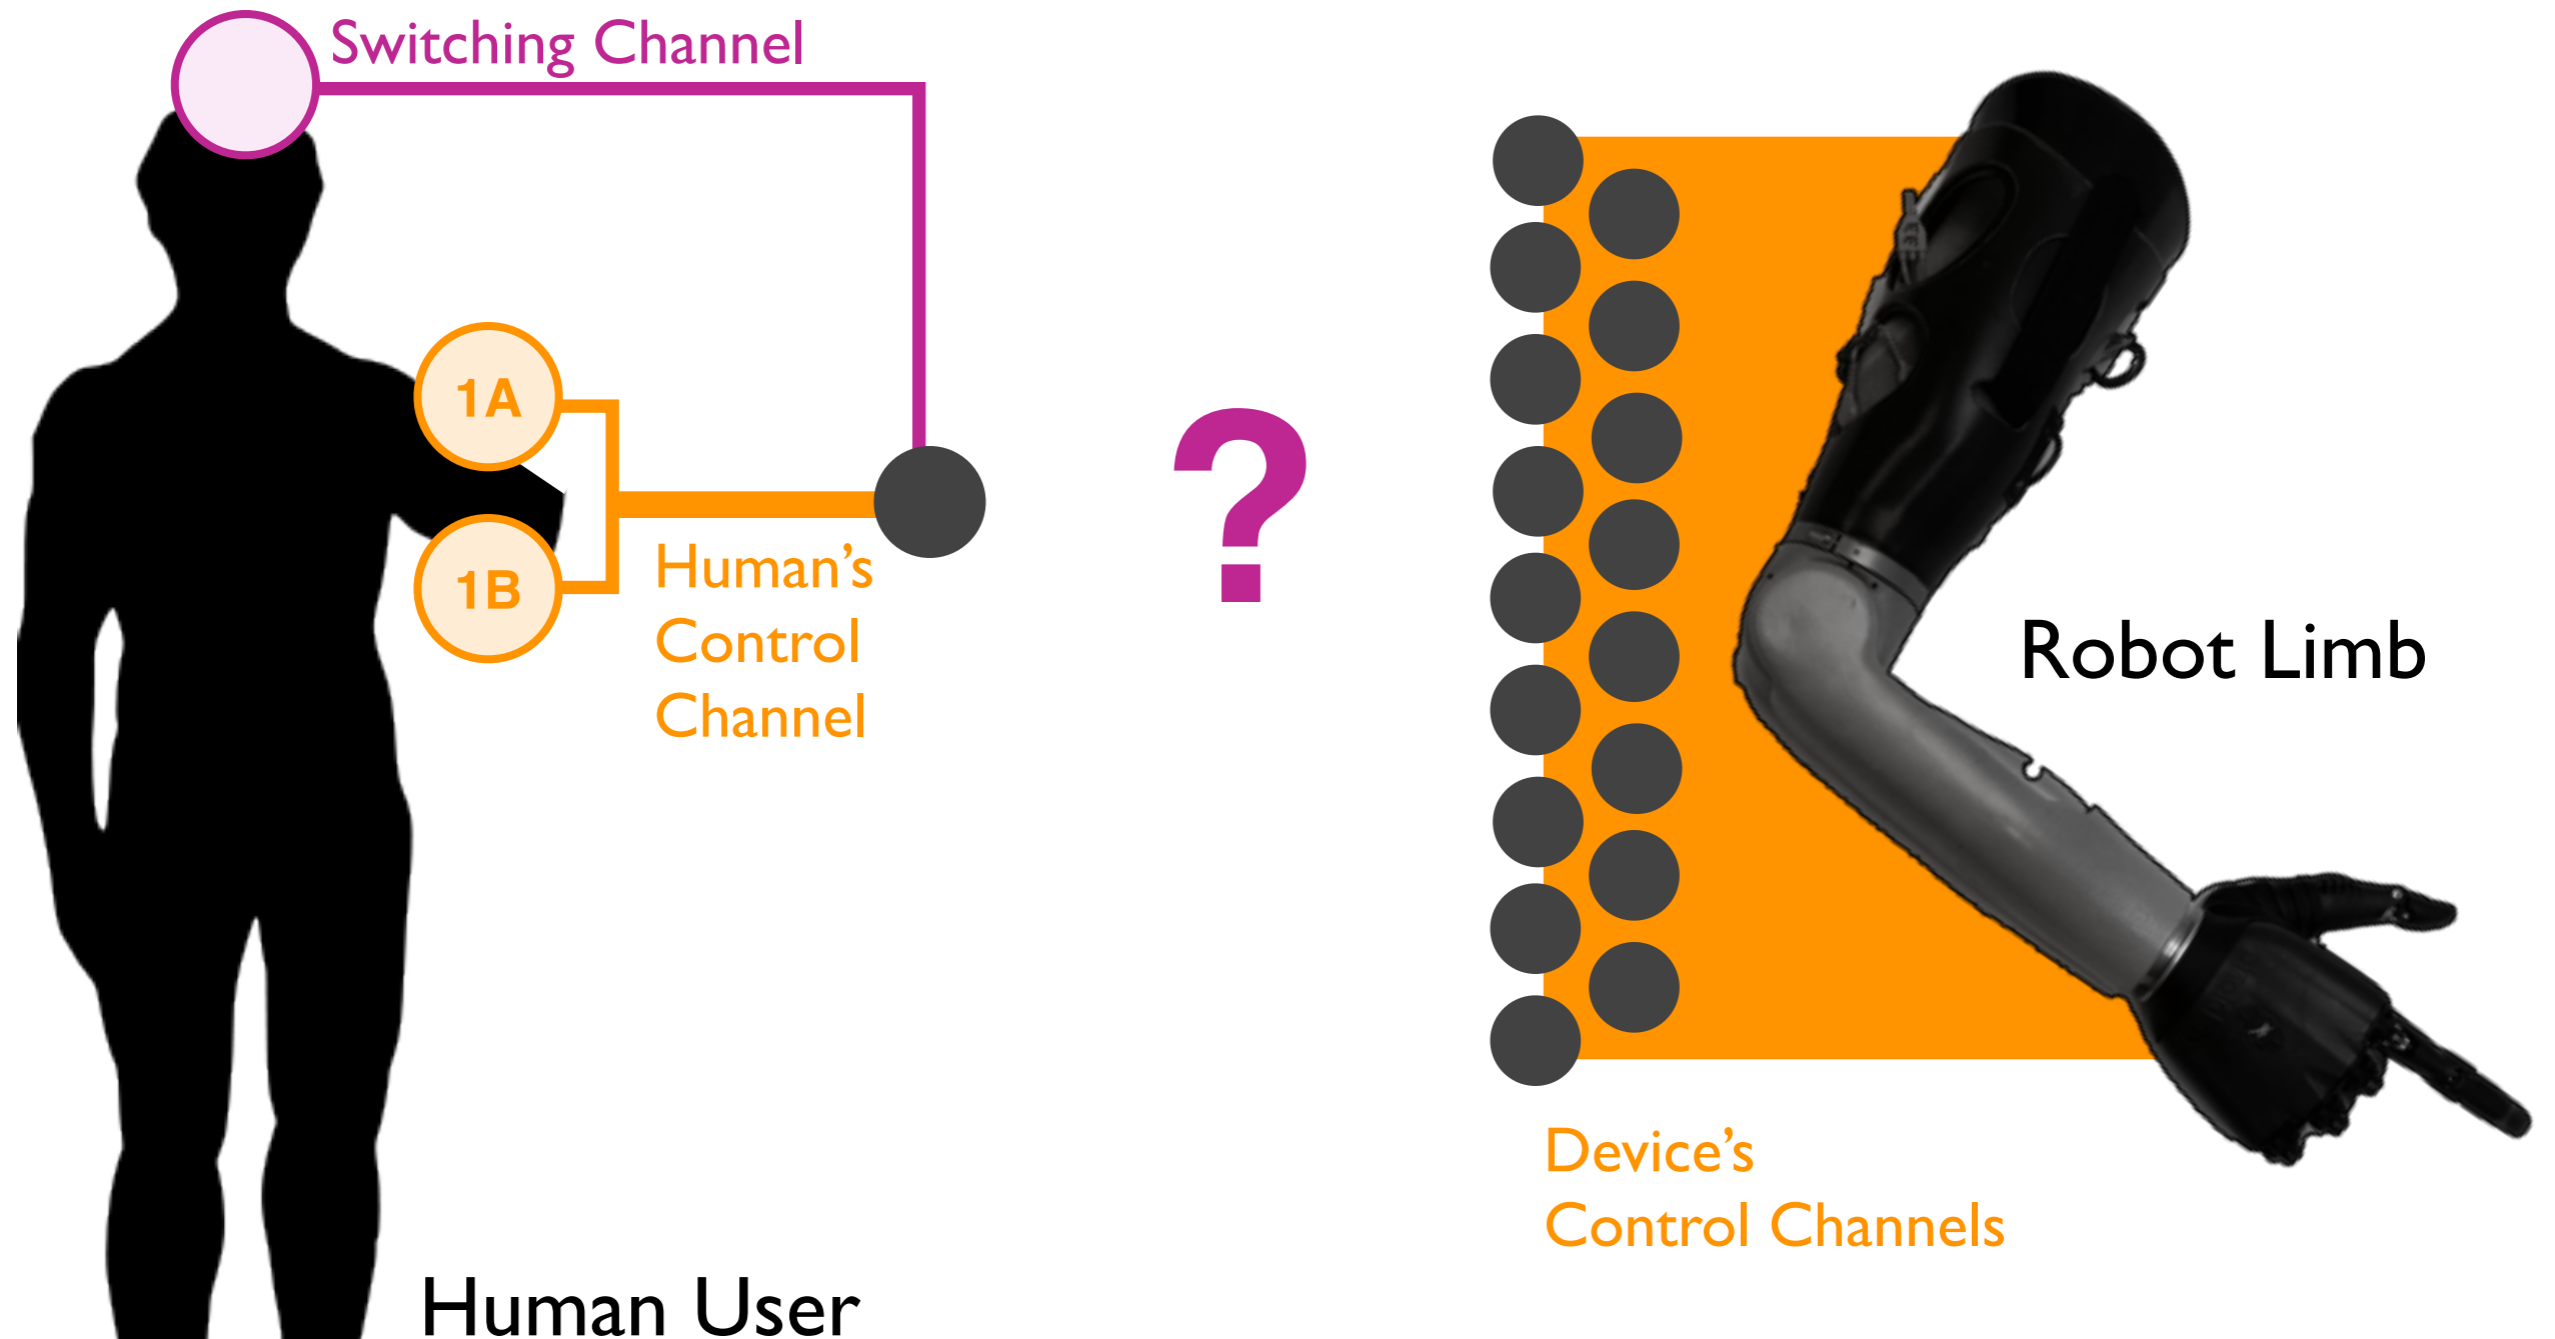 Switching Channel
1A
1B
Human’s
Control
Channel
?
Robot Limb
Device’s
Control Channels
Human User